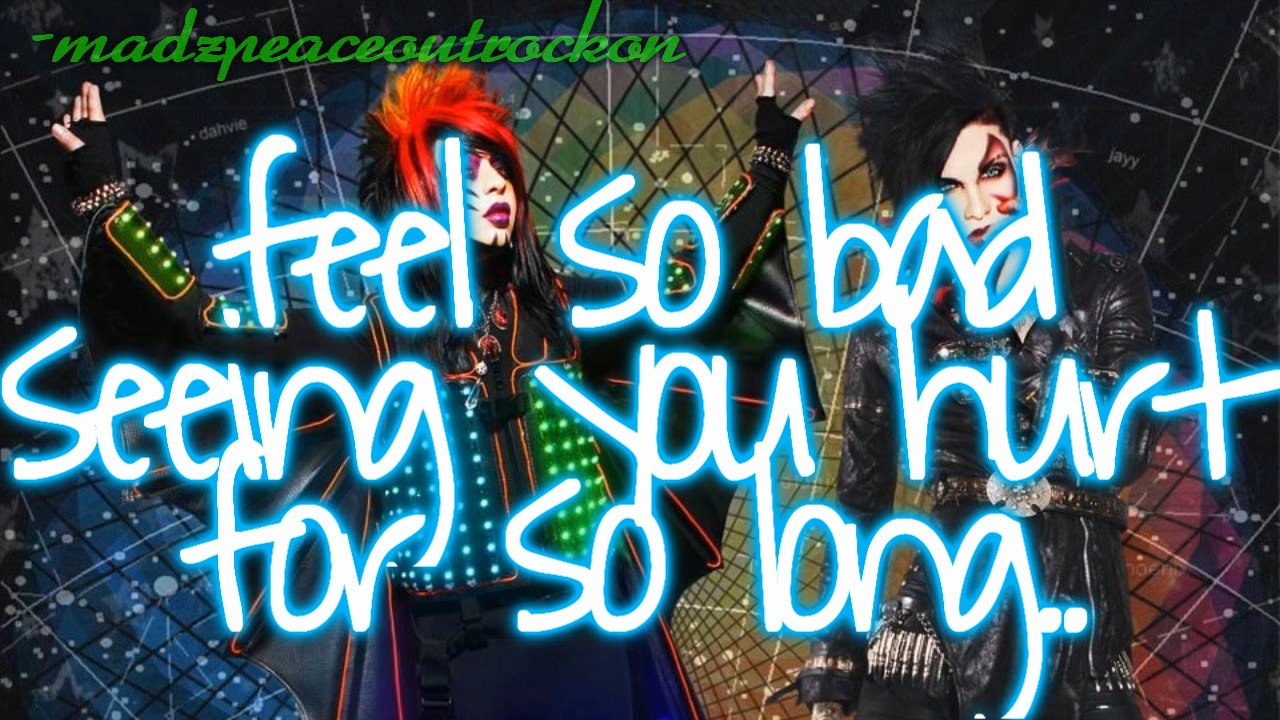 -madzpeaceoutrockon
dahvie
jayy
.feel so bad
seeing you hurt
for so long..